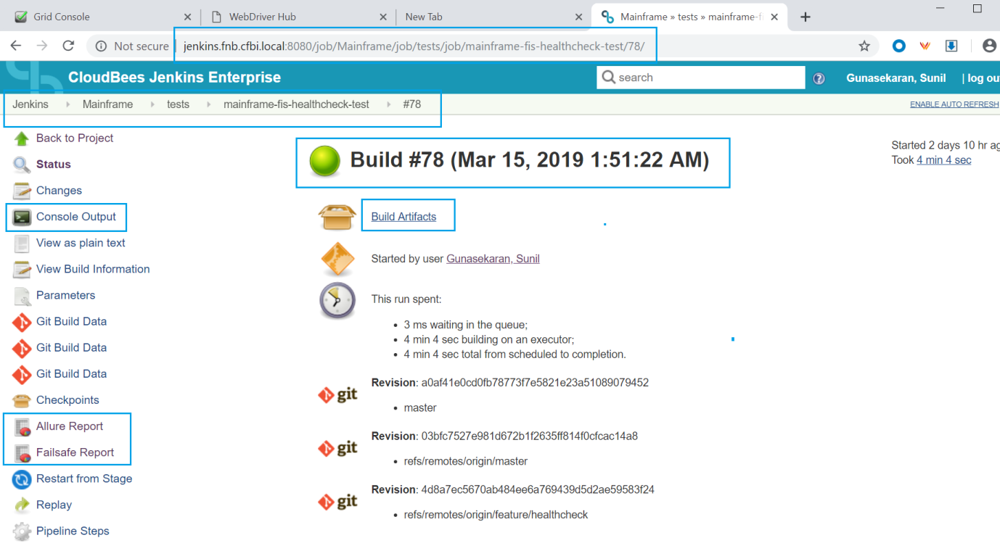 Grid Console
WebDriver Hub
New Tab
Mainframe » tests » mainframe-fi
Not secure
jenkins.fnb.cfbi.local:8080/job/Mainframe/job/tests/job/mainframe-fis-healthcheck-test/78/
CloudBees Jenkins Enterprise
search
?
Gunasekaran, Sunil
| log ou
Jenkins
Mainframe
tests
mainframe-fis-healthcheck-test
#78
ENABLE AUTO REFRESH
Back to Project
Status
Changes
Console Output
View as plain text
View Build Information
Parameters
Git Build Data
Git Build Data
Git Build Data
Checkpoints
Allure Report
Failsafe Report
Restart from Stage
Replay
Pipeline Steps
Build #78 (Mar 15, 2019 1:51:22 AM)
Started 2 days 10 hr ag
Took 4 min 4 sec
Build Artifacts
Started by user Gunasekaran, Sunil
This run spent:
3 ms waiting in the queue;
4 min 4 sec building on an executor;
4 min 4 sec total from scheduled to completion.
git
Revision: a0af41e0cd0fb78773f7e5821e23a51089079452
master
git
Revision: 03bfc7527e981d672b1f2635ff814f0cfcac14a8
refs/remotes/origin/master
git
Revision: 4d8a7ec5670ab484ee6a769439d5d2ae59583f24
refs/remotes/origin/feature/healthcheck